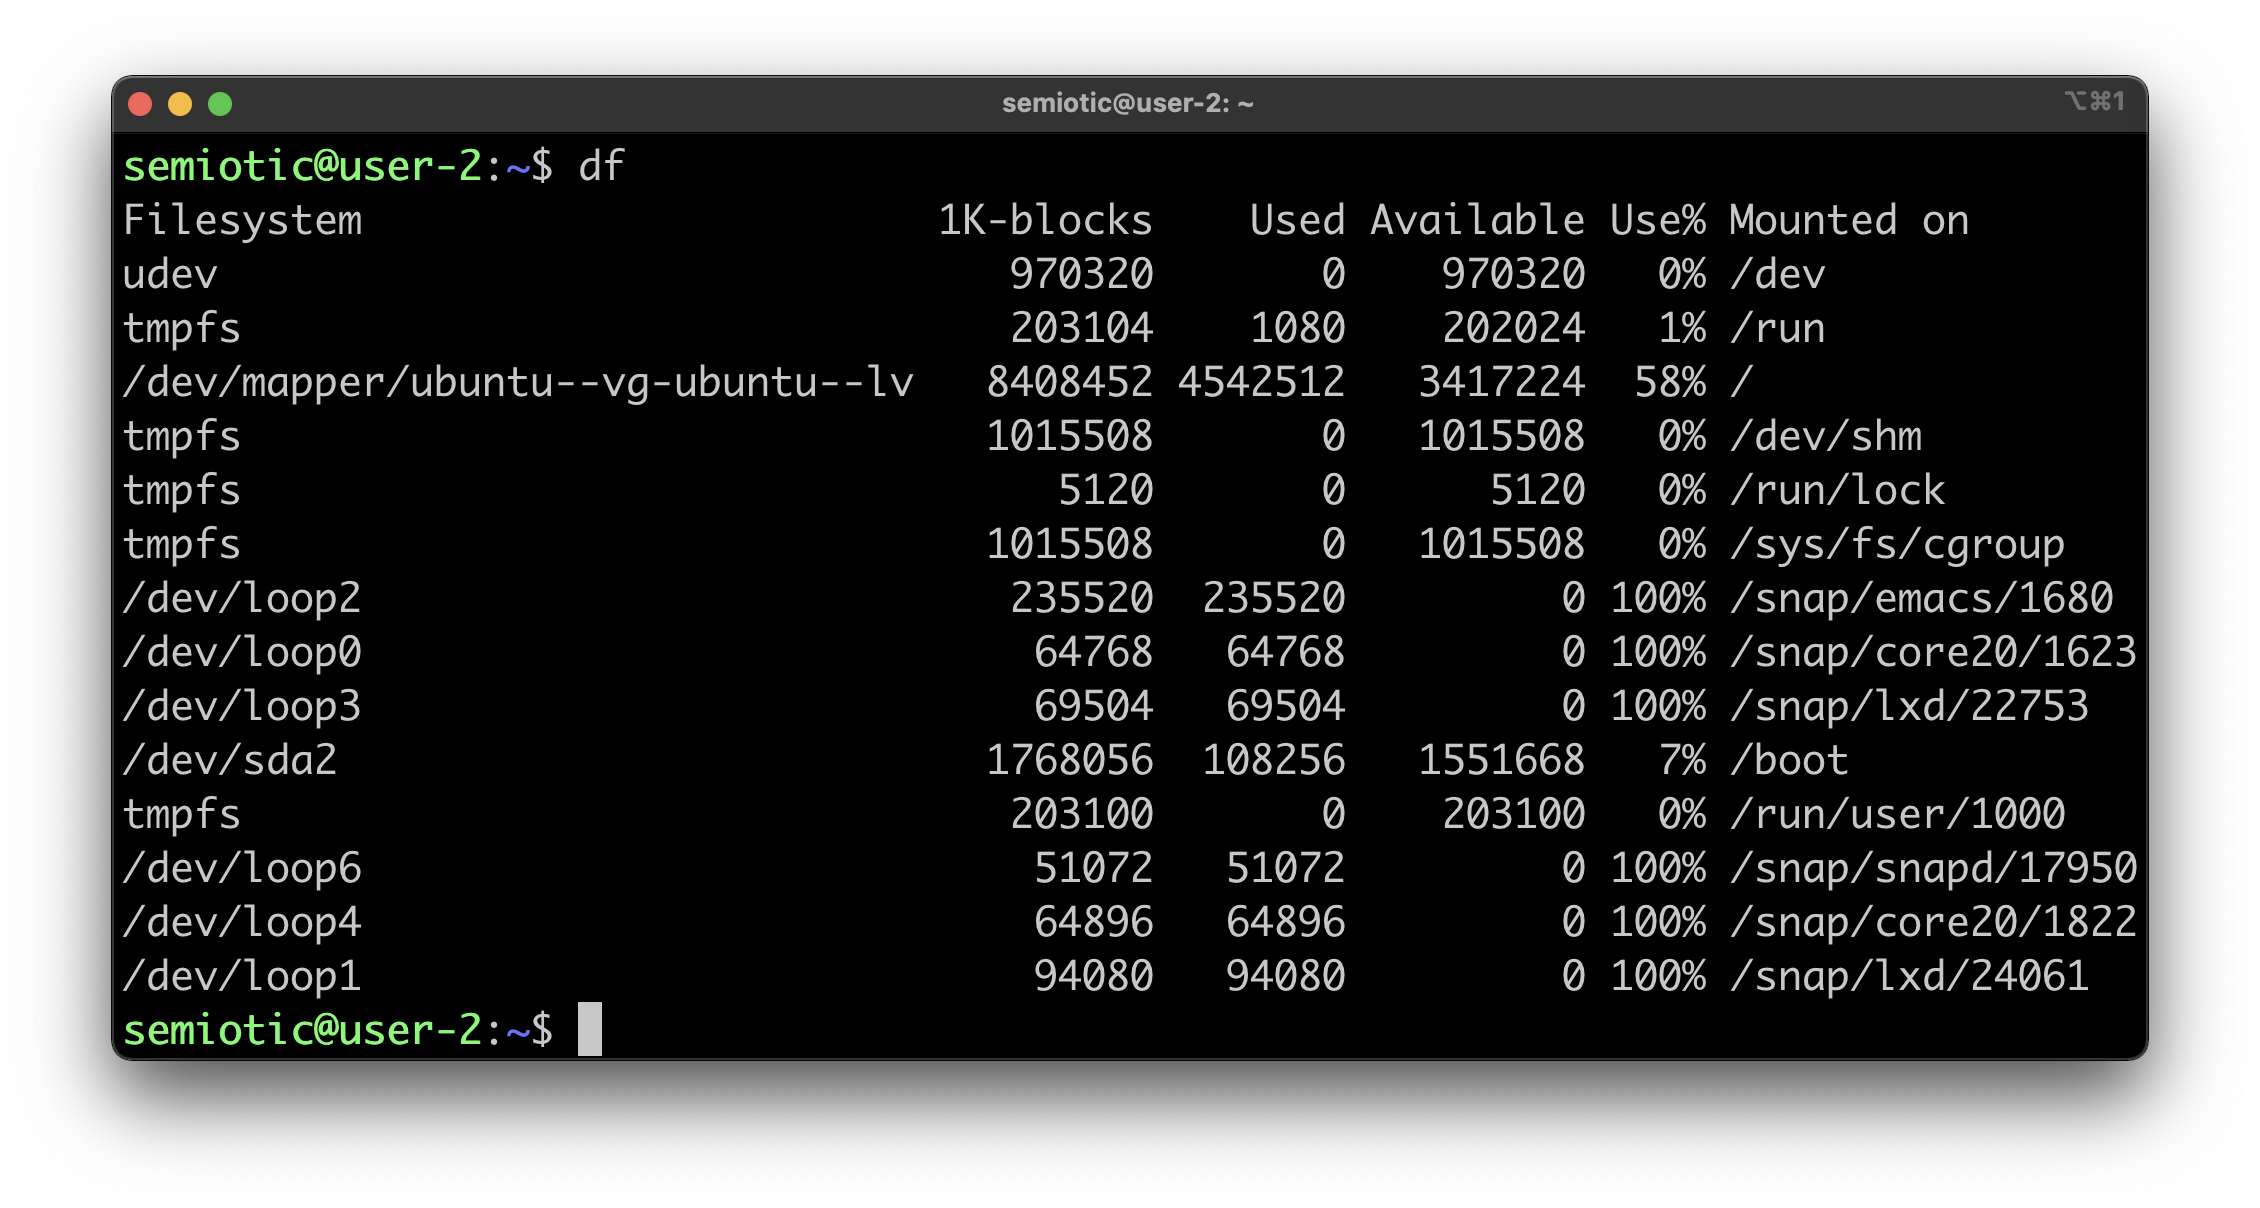 semiotic@user-2: ~ ⌥⌘1
semiotic@user-2:~$ df
Filesystem                        1K-blocks    Used Available Use% Mounted on
udev                                 970320       0    970320   0% /dev
tmpfs                                203104    1080    202024   1% /run
/dev/mapper/ubuntu--vg-ubuntu--lv   8408452 4542512   3417224  58% /
tmpfs                               1015508       0   1015508   0% /dev/shm
tmpfs                                  5120       0      5120   0% /run/lock
tmpfs                               1015508       0   1015508   0% /sys/fs/cgroup
/dev/loop2                           235520  235520         0 100% /snap/emacs/1680
/dev/loop0                            64768   64768         0 100% /snap/core20/1623
/dev/loop3                            69504   69504         0 100% /snap/lxd/22753
/dev/sda2                           1768056  108256   1551668   7% /boot
tmpfs                                203100       0    203100   0% /run/user/1000
/dev/loop6                            51072   51072         0 100% /snap/snapd/17950
/dev/loop4                            64896   64896         0 100% /snap/core20/1822
/dev/loop1                            94080   94080         0 100% /snap/lxd/24061
semiotic@user-2:~$